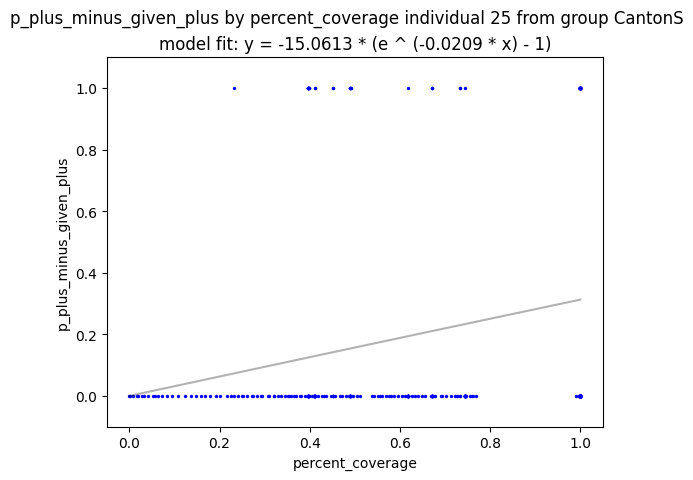 p_plus_minus_given_plus by percent_coverage individual 25 from group CantonS
model fit: y = -15.0613 * (e ^ (-0.0209 * x) - 1)
p_plus_minus_given_plus
1.0
0.8
0.6
0.4
0.2
0.0
0.0 0.2 0.4 0.6 0.8 1.0
percent_coverage